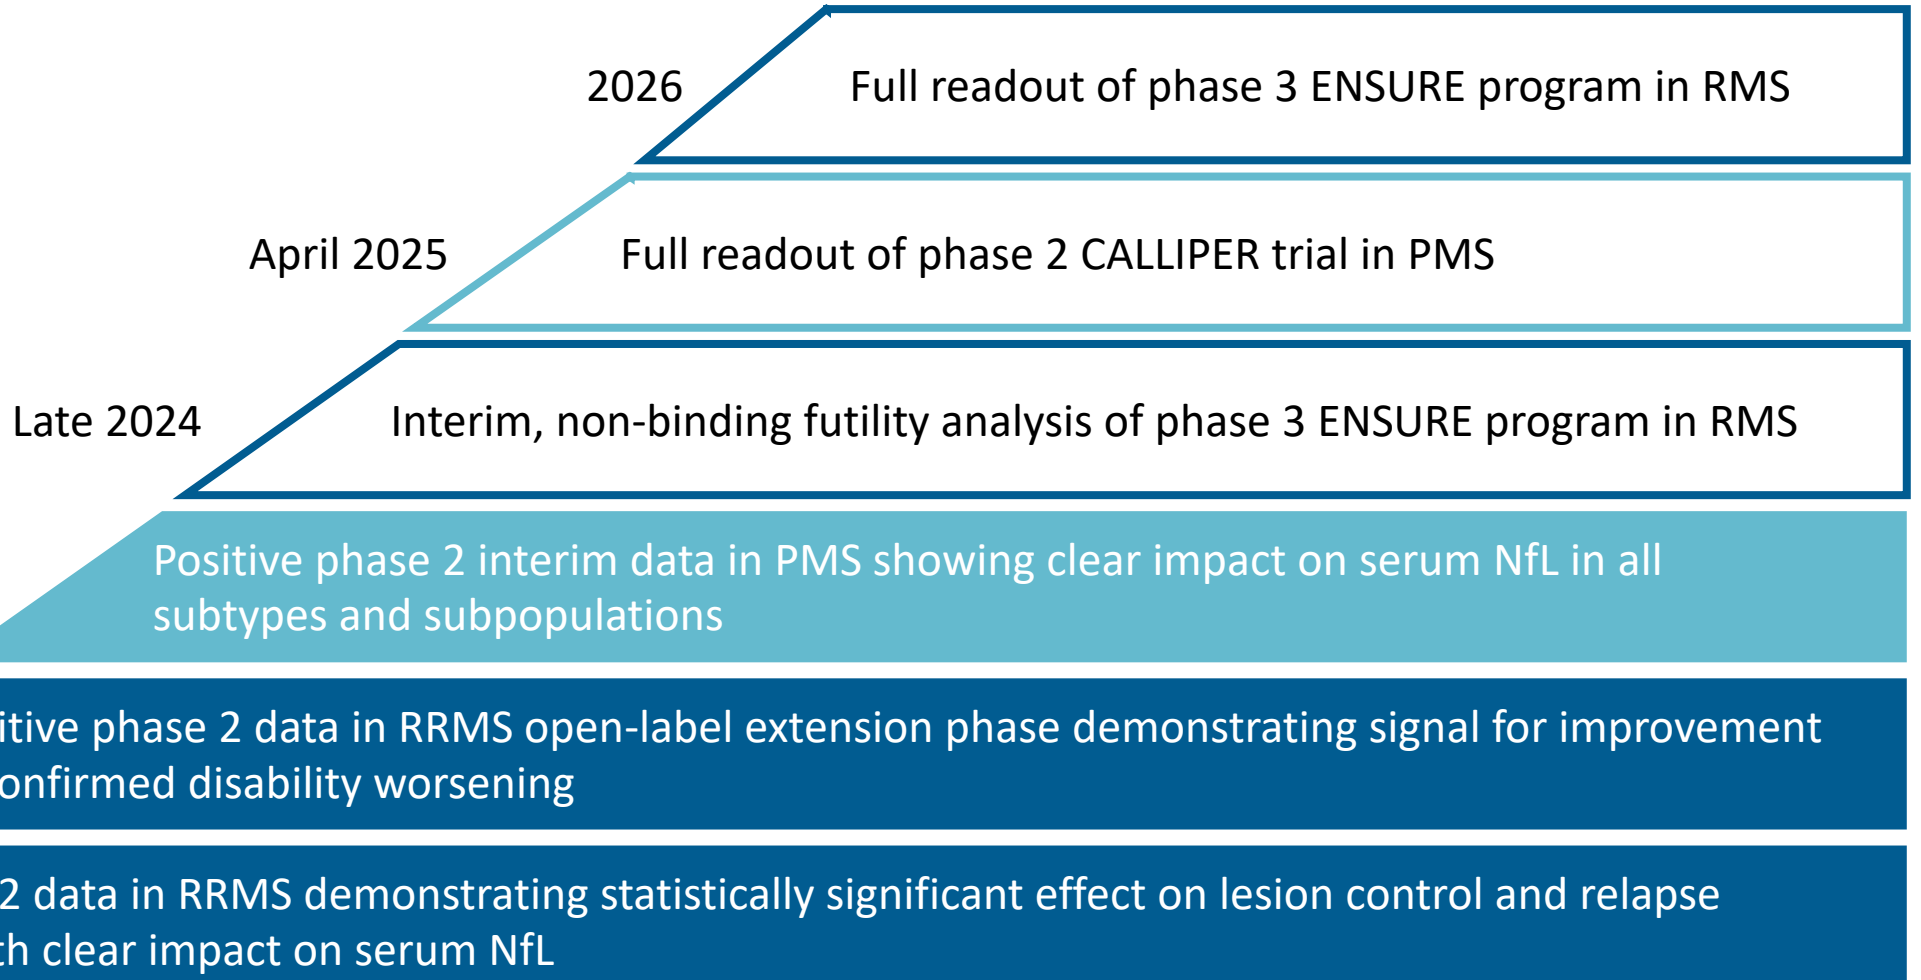 2026
Full readout of phase 3 ENSURE program in RMS
April 2025
Full readout of phase 2 CALLIPER trial in PMS
Late 2024
Interim, non-binding futility analysis of phase 3 ENSURE program in RMS
Positive phase 2 interim data in PMS showing clear impact on serum NfL in all
subtypes and subpopulations
phase 2 data in RRMS open-label extension phase demonstrating signal for improvement
disability worsening
2 data in RRMS demonstrating statistically significant effect on lesion control and relapse
clear impact on serum NfL